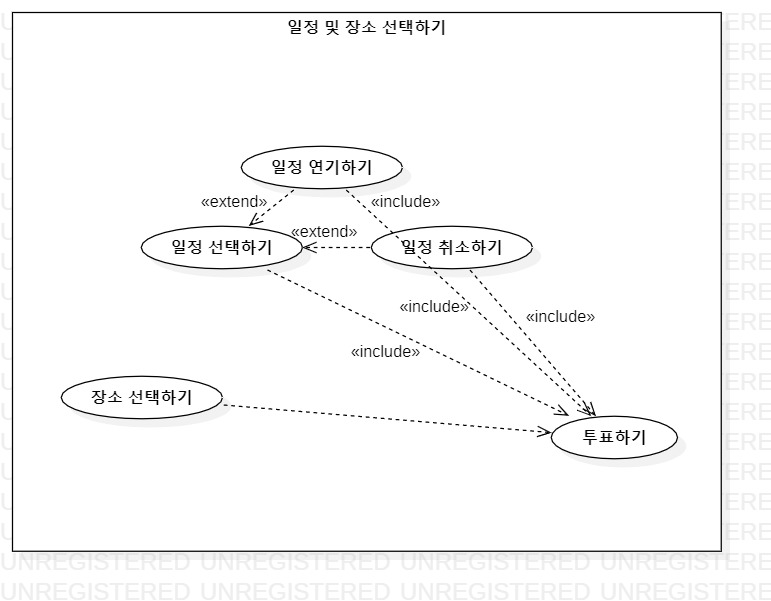 일정 및 장소 선택하기
일정 연기하기
«extend»
«include»
«extend»
일정 선택하기
일정 취소하기
«include»
«include»
«include»
장소 선택하기
투표하기
UNREGISTERED UNREGISTERED UNREGISTERED UNREGISTERED
UNREGISTERED UNREGISTERED UNREGISTERED UNREGISTERED